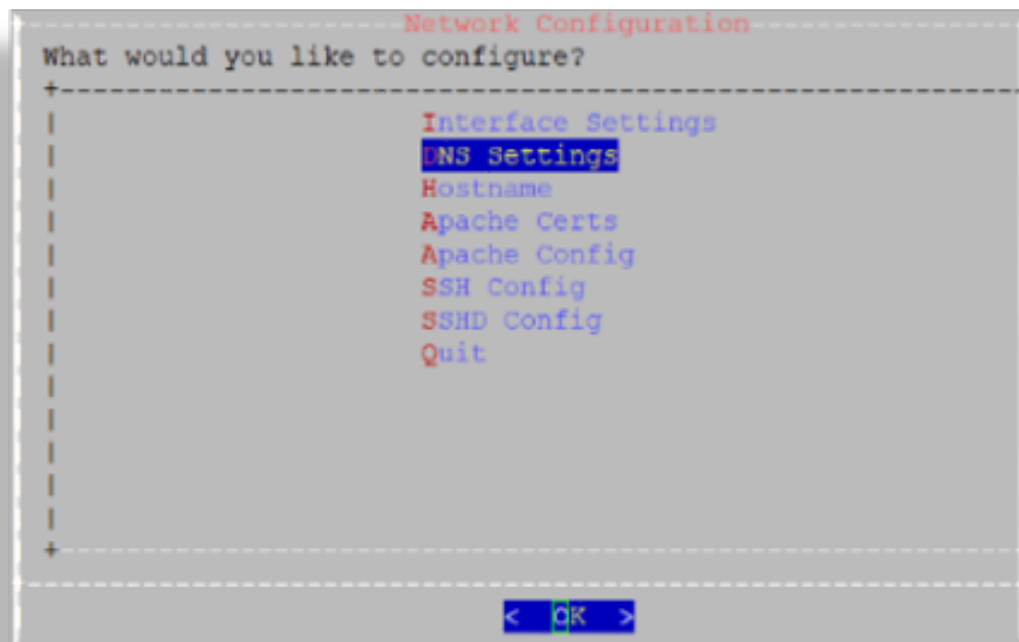 Network Configuration
What would you like to configure?
Interface Settings
DNS Settings
Hostname
Apache Certs
Apache Config
SSH Config
SSHD Config
Quit
< OK >